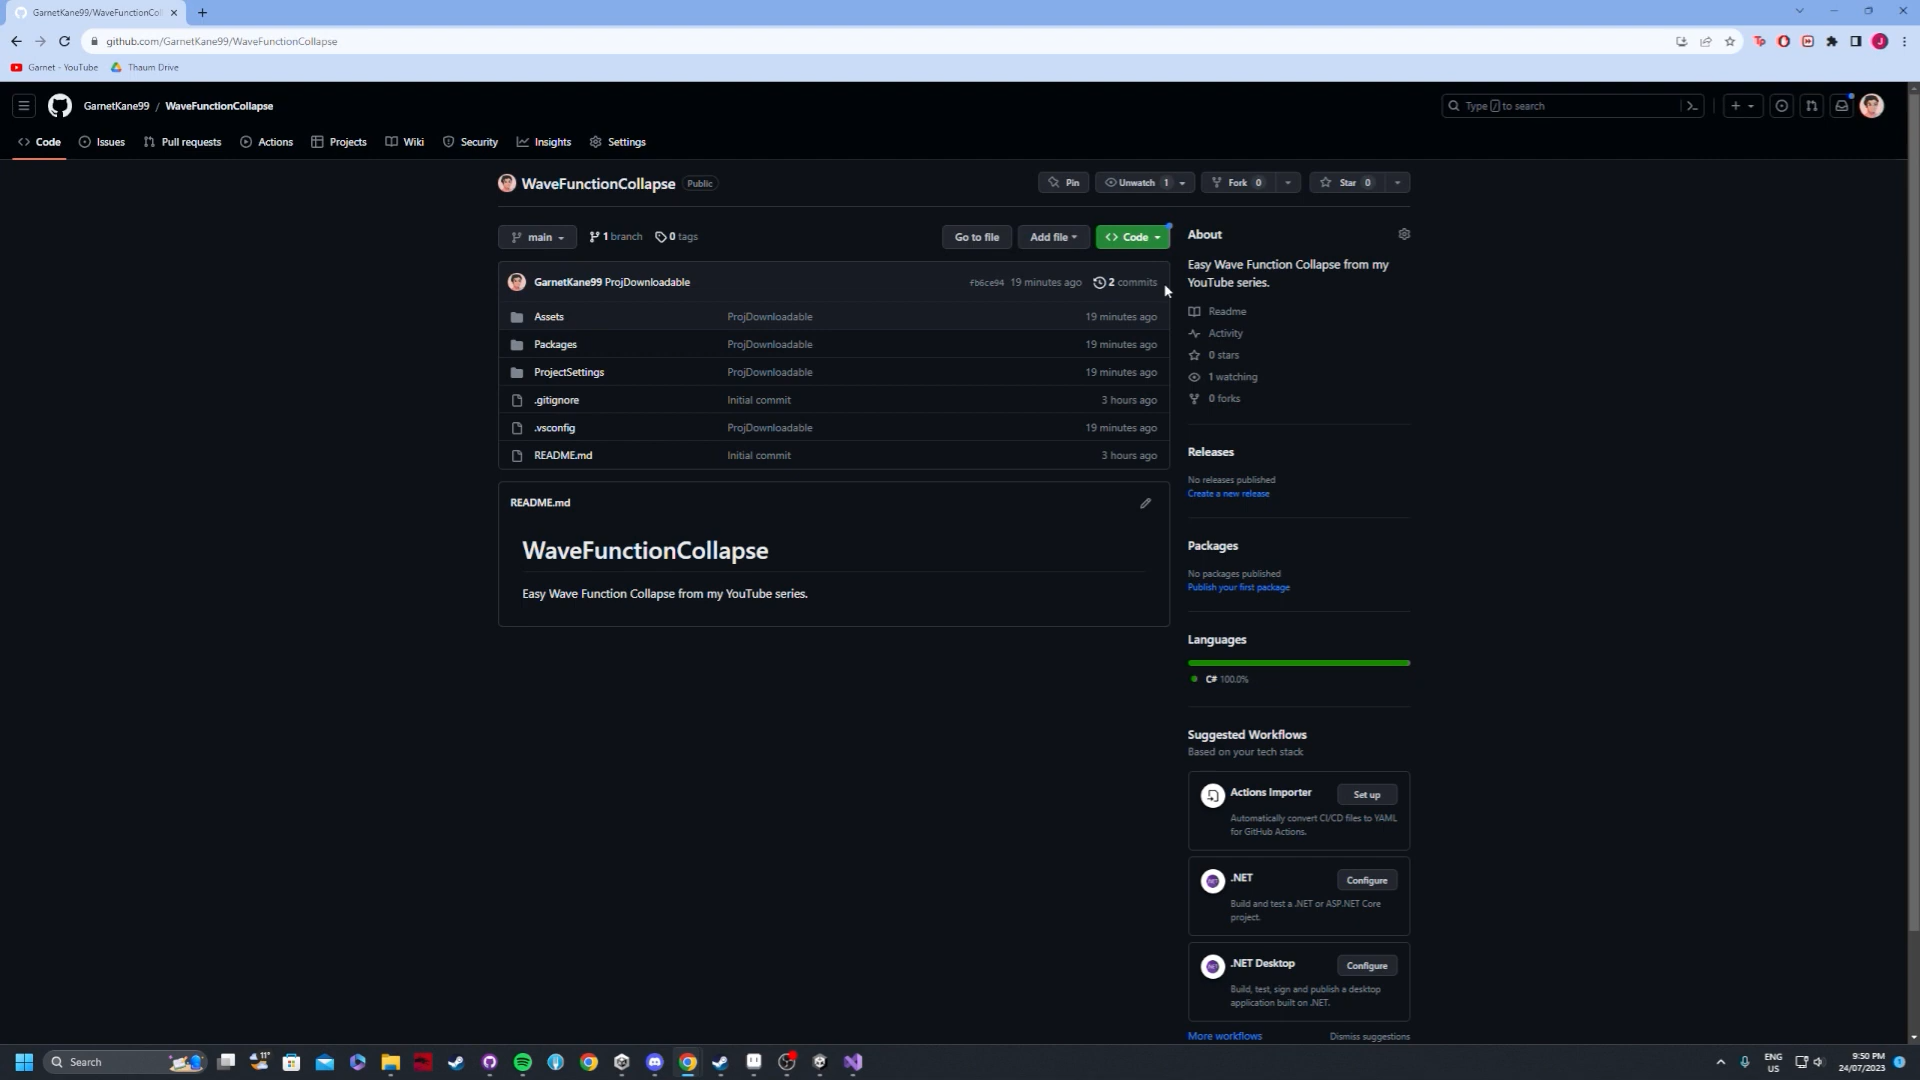 GarnetKane99/WaveFunctionCol
github.com/GarnetKane99/WaveFunctionCollapse
Garnet - YouTube Thaum Drive
GarnetKane99 / WaveFunctionCollapse Type / to search
Code Issues Pull requests Actions Projects Wiki Security Insights Settings
WaveFunctionCollapse Public Pin Unwatch 1 Fork 0 Star 0
main 1 branch 0 tags Go to file Add file Code
GarnetKane99 ProjDownloadable fb6ce94 19 minutes ago 2 commits
Assets ProjDownloadable 19 minutes ago
Packages ProjDownloadable 19 minutes ago
ProjectSettings ProjDownloadable 19 minutes ago
.gitignore Initial commit 3 hours ago
.vsconfig ProjDownloadable 19 minutes ago
README.md Initial commit 3 hours ago
README.md
WaveFunctionCollapse
Easy Wave Function Collapse from my YouTube series.
About
Easy Wave Function Collapse from my
YouTube series.
Readme
Activity
0 stars
1 watching
0 forks
Releases
No releases published
Create a new release
Packages
No packages published
Publish your first package
Languages
C# 100.0%
Suggested Workflows
Based on your tech stack
Actions Importer Set up
Automatically convert CI/CD files to YAML
for GitHub Actions.
.NET Configure
Build and test a .NET or ASP.NET Core
project.
.NET Desktop Configure
Build, test, sign and publish a desktop
application built on .NET.
More workflows Dismiss suggestions
Search 11° ENG
US 9:50 PM
24/07/2023